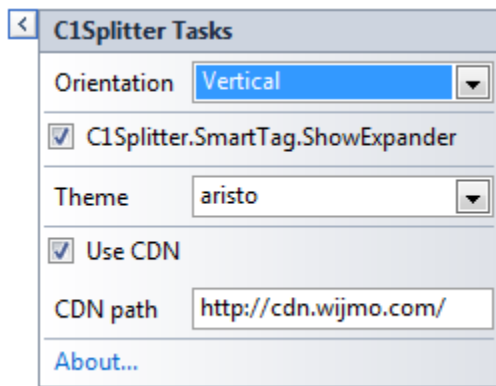 C1Splitter Tasks
Orientation Vertical
C1Splitter.SmartTag.ShowExpander
Theme aristo
Use CDN
CDN path http://cdn.wijmo.com/
About...